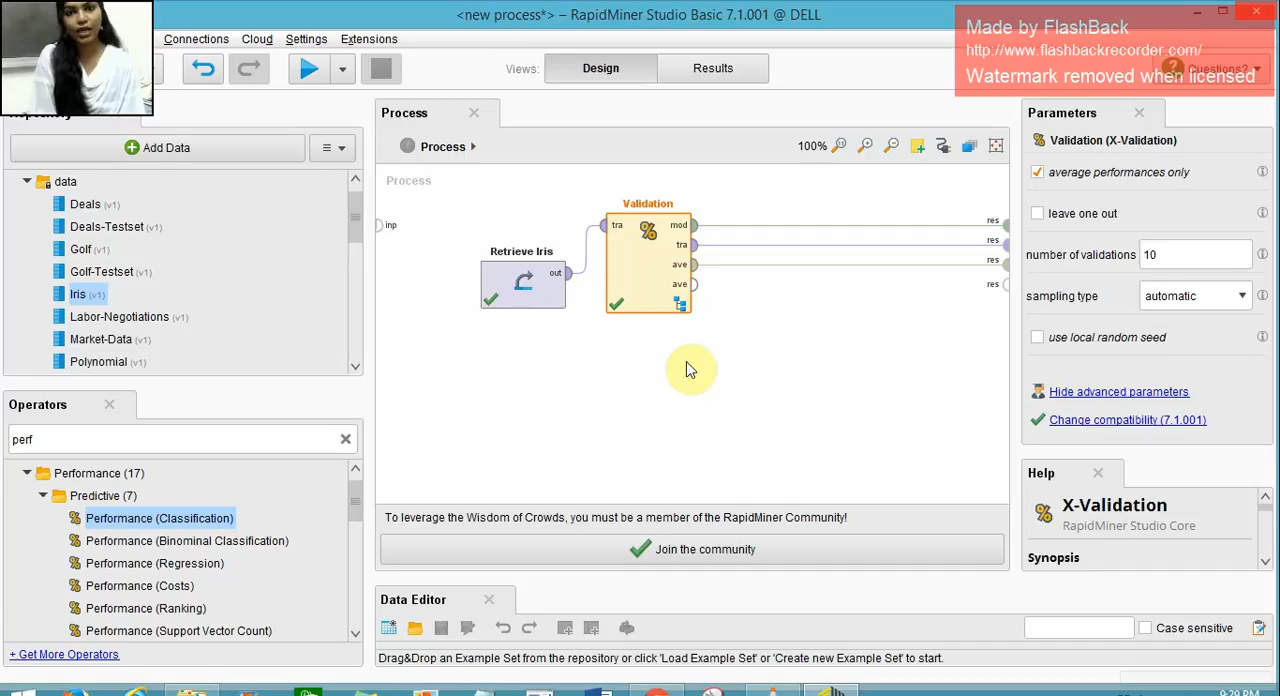 <new process*> – RapidMiner Studio Basic 7.1.001 @ DELL
Made by FlashBack
http://www.flashbackrecorder.com/
Watermark removed when licensed
Connections Cloud Settings Extensions
Views: Design Results
Questions?
Repository
Add Data
data
Deals (v1)
Deals-Testset (v1)
Golf (v1)
Golf-Testset (v1)
Iris (v1)
Labor-Negotiations (v1)
Market-Data (v1)
Polynomial (v1)
Operators
perf
Performance (17)
Predictive (7)
Performance (Classification)
Performance (Binominal Classification)
Performance (Regression)
Performance (Costs)
Performance (Ranking)
Performance (Support Vector Count)
+ Get More Operators
Process
Process
100%
Process
inp
Retrieve Iris
out
Validation
tra mod
tra
ave
ave
res
res
res
res
To leverage the Wisdom of Crowds, you must be a member of the RapidMiner Community!
Join the community
Data Editor
Case sensitive
Drag&Drop an Example Set from the repository or click 'Load Example Set' or 'Create new Example Set' to start.
Parameters
Validation (X-Validation)
average performances only
leave one out
number of validations 10
sampling type automatic
use local random seed
Hide advanced parameters
Change compatibility (7.1.001)
Help
X-Validation
RapidMiner Studio Core
Synopsis
9:29 PM